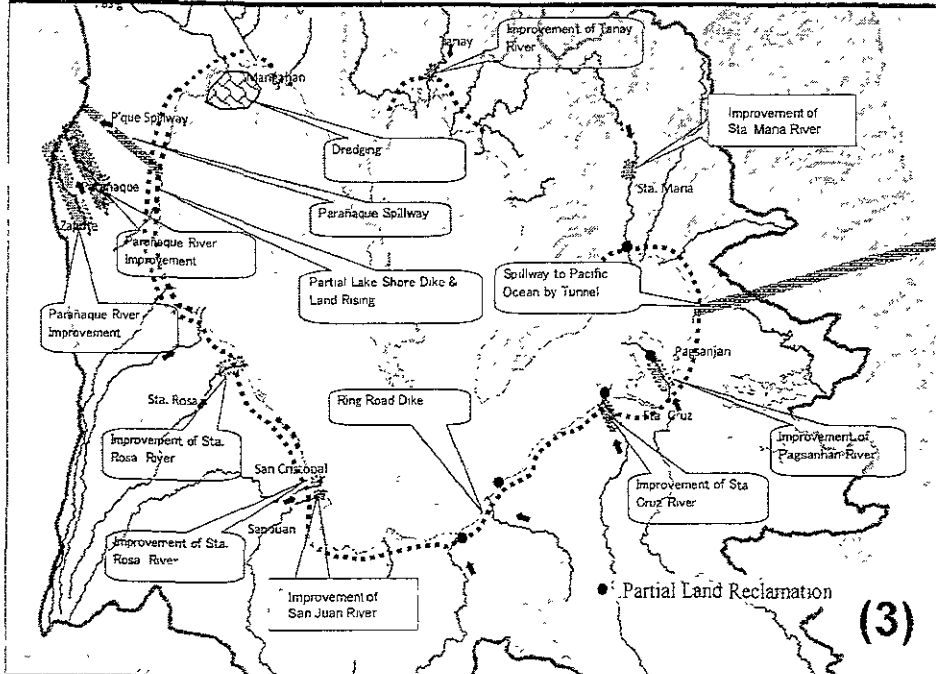 Improvement of Tanay
River
Mangahan
Improvement of
Sta Maria River
P'que Spillway
Dredging
Sta. Maria
Parañaque Spillway
Parañaque River
Improvement
Partial Lake Shore Dike &
Land Rising
Spillway to Pacific
Ocean by Tunnel
Parañaque River
Improvement
Pagsanjan
Sta. Rosa
Ring Road Dike
Sta Cruz
Improvement of Sta.
Rosa River
Improvement of
Pagsanhan River
San Cristobal
Improvement of Sta
Cruz River
San Juan
Improvement of Sta.
Rosa River
Improvement of
San Juan River
Partial Land Reclamation
(3)